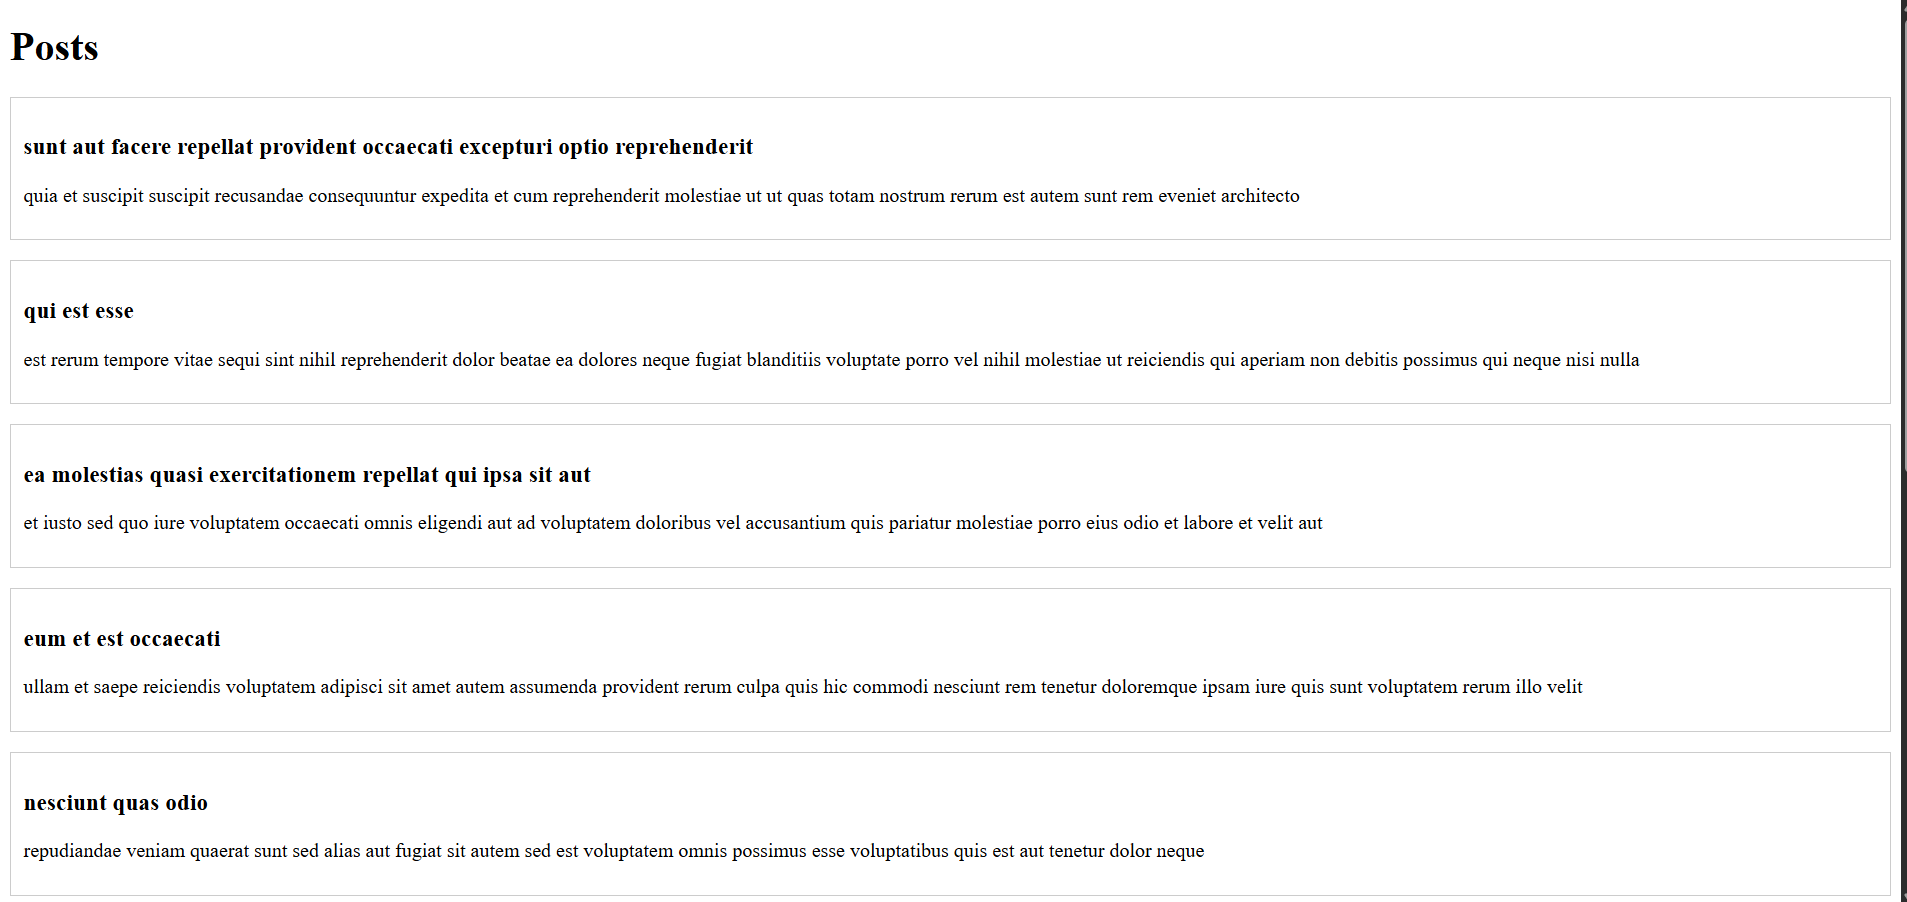 Posts
sunt aut facere repellat provident occaecati excepturi optio reprehenderit
quia et suscipit suscipit recusandae consequuntur expedita et cum reprehenderit molestiae ut ut quas totam nostrum rerum est autem sunt rem eveniet architecto
qui est esse
est rerum tempore vitae sequi sint nihil reprehenderit dolor beatae ea dolores neque fugiat blanditiis voluptate porro vel nihil molestiae ut reiciendis qui aperiam non debitis possimus qui neque nisi nulla
ea molestias quasi exercitationem repellat qui ipsa sit aut
et iusto sed quo iure voluptatem occaecati omnis eligendi aut ad voluptatem doloribus vel accusantium quis pariatur molestiae porro eius odio et labore et velit aut
eum et est occaecati
ullam et saepe reiciendis voluptatem adipisci sit amet autem assumenda provident rerum culpa quis hic commodi nesciunt rem tenetur doloremque ipsam iure quis sunt voluptatem rerum illo velit
nesciunt quas odio
repudiandae veniam quaerat sunt sed alias aut fugiat sit autem sed est voluptatem omnis possimus esse voluptatibus quis est aut tenetur dolor neque